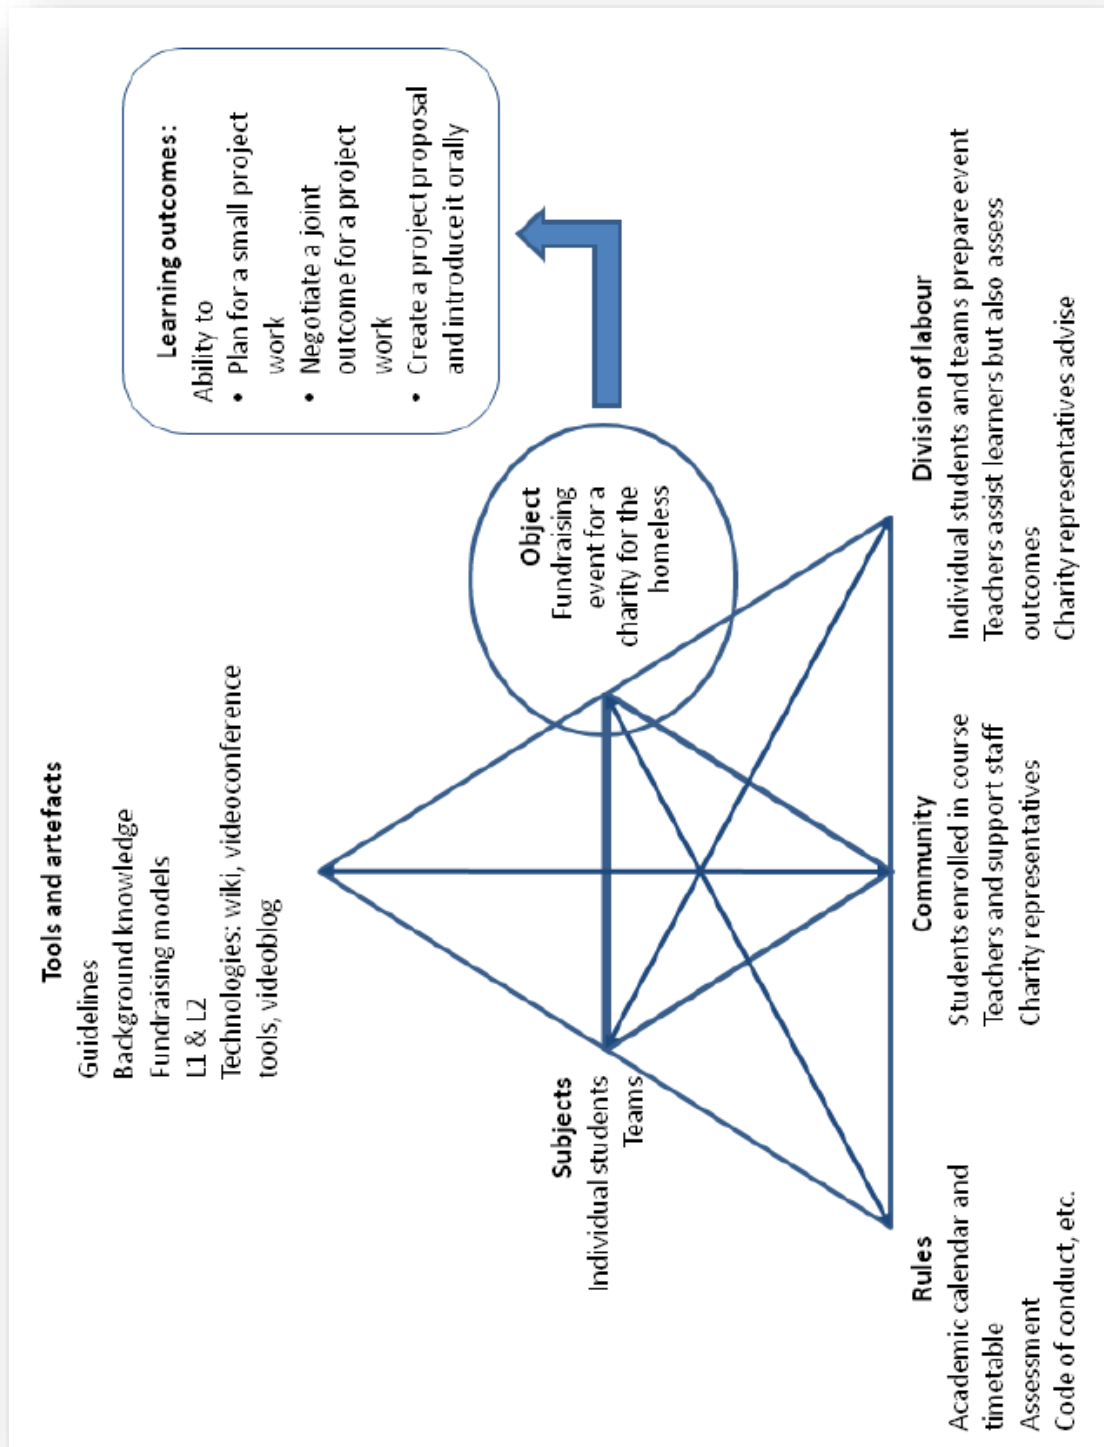 Tools and artefacts
Guidelines
Background knowledge
Fundraising models
L1 & L2
Technologies: wiki, videoconference
tools, videoblog
Learning outcomes:
Ability to
• Plan for a small project
work
• Negotiate a joint
outcome for a project
work
• Create a project proposal
and introduce it orally
Subjects
Individual students
Teams
Object
Fundraising
event for a
charity for the
homeless
Rules
Academic calendar and
timetable
Assessment
Code of conduct, etc.
Community
Students enrolled in course
Teachers and support staff
Charity representatives
Division of labour
Individual students and teams prepare event
Teachers assist learners but also assess
outcomes
Charity representatives advise